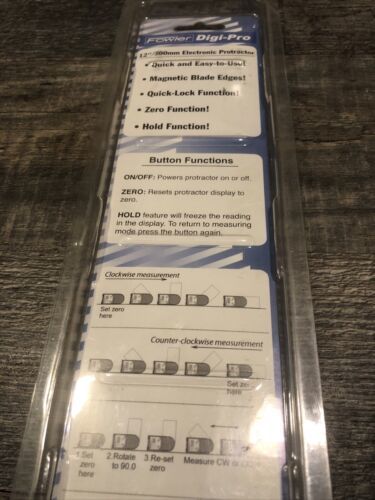 Fowler Digi-Pro
12"/300mm Electronic Protractor
• Quick and Easy-to-Use!
• Magnetic Blade Edges!
• Quick-Lock Function!
• Zero Function!
• Hold Function!
Button Functions
ON/OFF: Powers protractor on or off.
ZERO: Resets protractor display to
zero.
HOLD feature will freeze the reading
in the display. To return to measuring
mode press the button again.
Clockwise measurement
Set zero
here
Counter-clockwise measurement
Set zero
here
1.Set
zero
here
2.Rotate
to 90.0
3.Re-set
zero
Measure CW or CCW